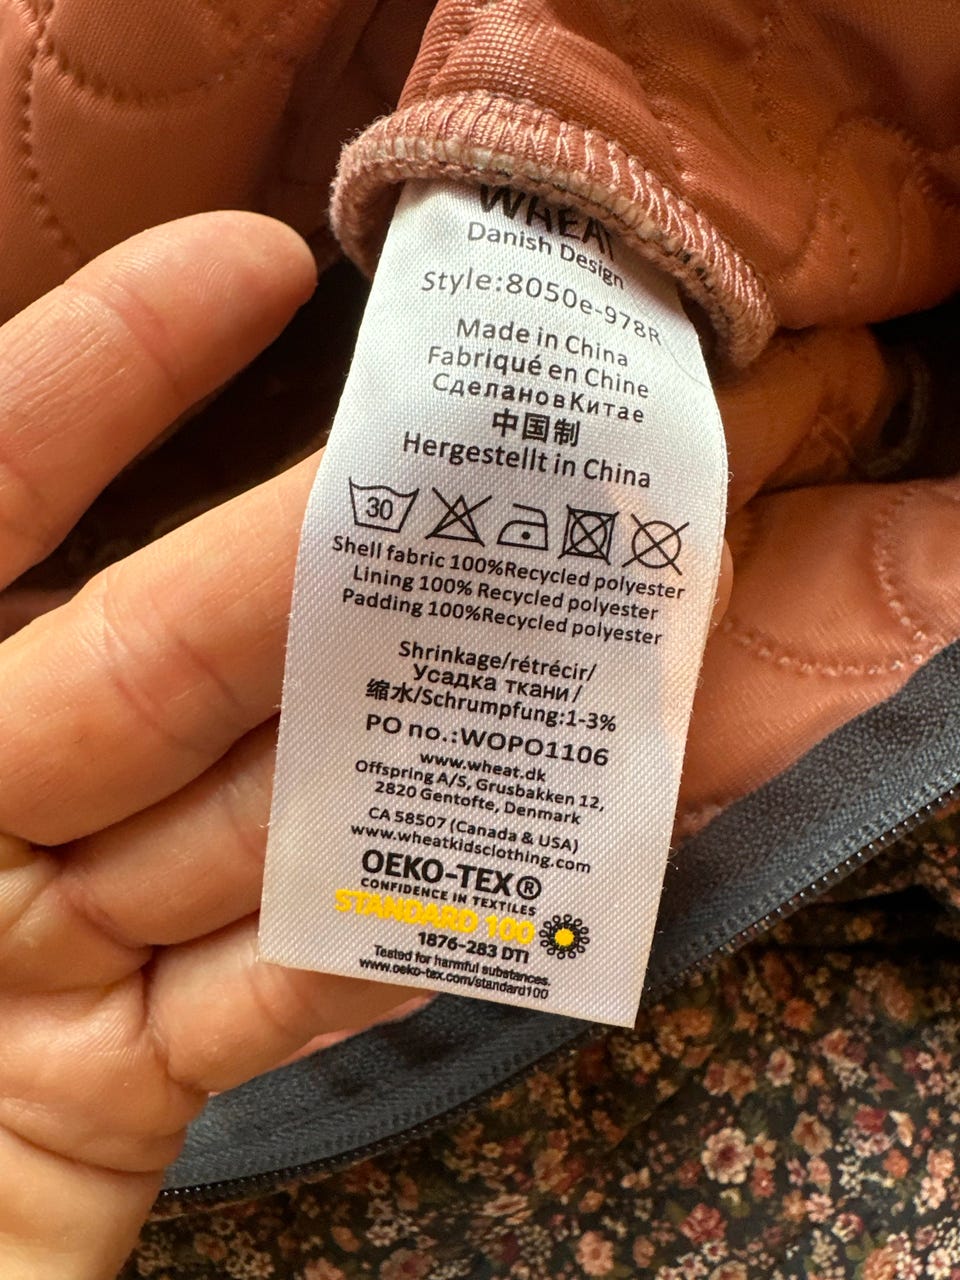 WHEAT
Danish Design
Style:8050e-978R
Made in China
Fabriqué en Chine
СделановКитае
中国制
Hergestellt in China
30
Shell fabric 100%Recycled polyester
Lining 100% Recycled polyester
Padding 100%Recycled polyester
Shrinkage/rétrécir/
Усадка ткани/
缩水/Schrumpfung:1-3%
PO no.:WOPO1106
www.wheat.dk
Offspring A/S, Grusbakken 12,
2820 Gentofte, Denmark
CA 58507 (Canada & USA)
www.wheatkidsclothing.com
OEKO-TEX®
CONFIDENCE IN TEXTILES
STANDARD 100
1876-283 DTI
Tested for harmful substances.
www.oeko-tex.com/standard100